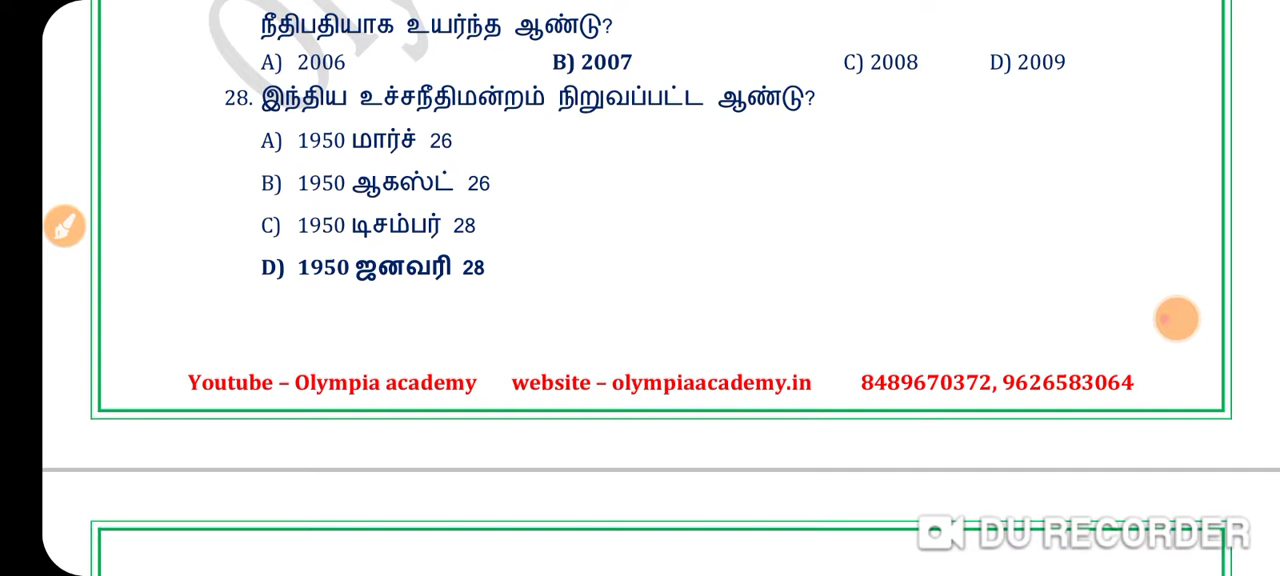 நீதிபதியாக உயர்ந்த ஆண்டு?
A) 2006 B) 2007 C) 2008 D) 2009
28. இந்திய உச்சநீதிமன்றம் நிறுவப்பட்ட ஆண்டு?
A) 1950 மார்ச் 26
B) 1950 ஆகஸ்ட் 26
C) 1950 டிசம்பர் 28
D) 1950 ஜனவரி 28
Youtube – Olympia academy website – olympiaacademy.in 8489670372, 9626583064
DU RECORDER